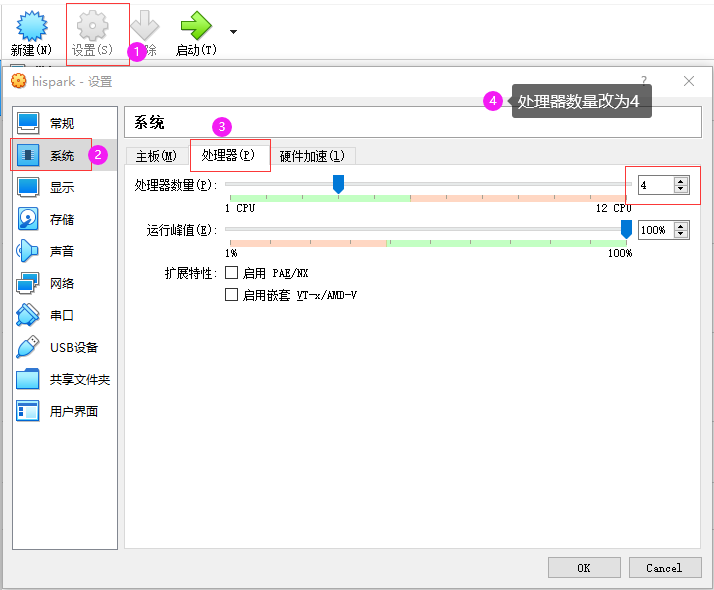 新建(N) 设置(S) 除 启动(T)
1
hispark - 设置 ?
4 处理器数量改为4
常规
系统
2
显示
存储
声音
网络
串口
USB设备
共享文件夹
用户界面
系统
3
主板(M) 处理器(P) 硬件加速(l)
处理器数量(P): 4
1 CPU 12 CPU
运行峰值(E): 100%
1% 100%
扩展特性: 启用 PAE/NX
启用嵌套 VT-x/AMD-V
OK Cancel